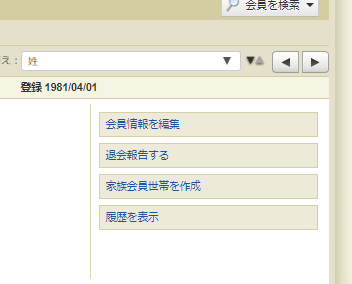 会員を検索
え： 姓
登録 1981/04/01
会員情報を編集
退会報告する
家族会員世帯を作成
履歴を表示